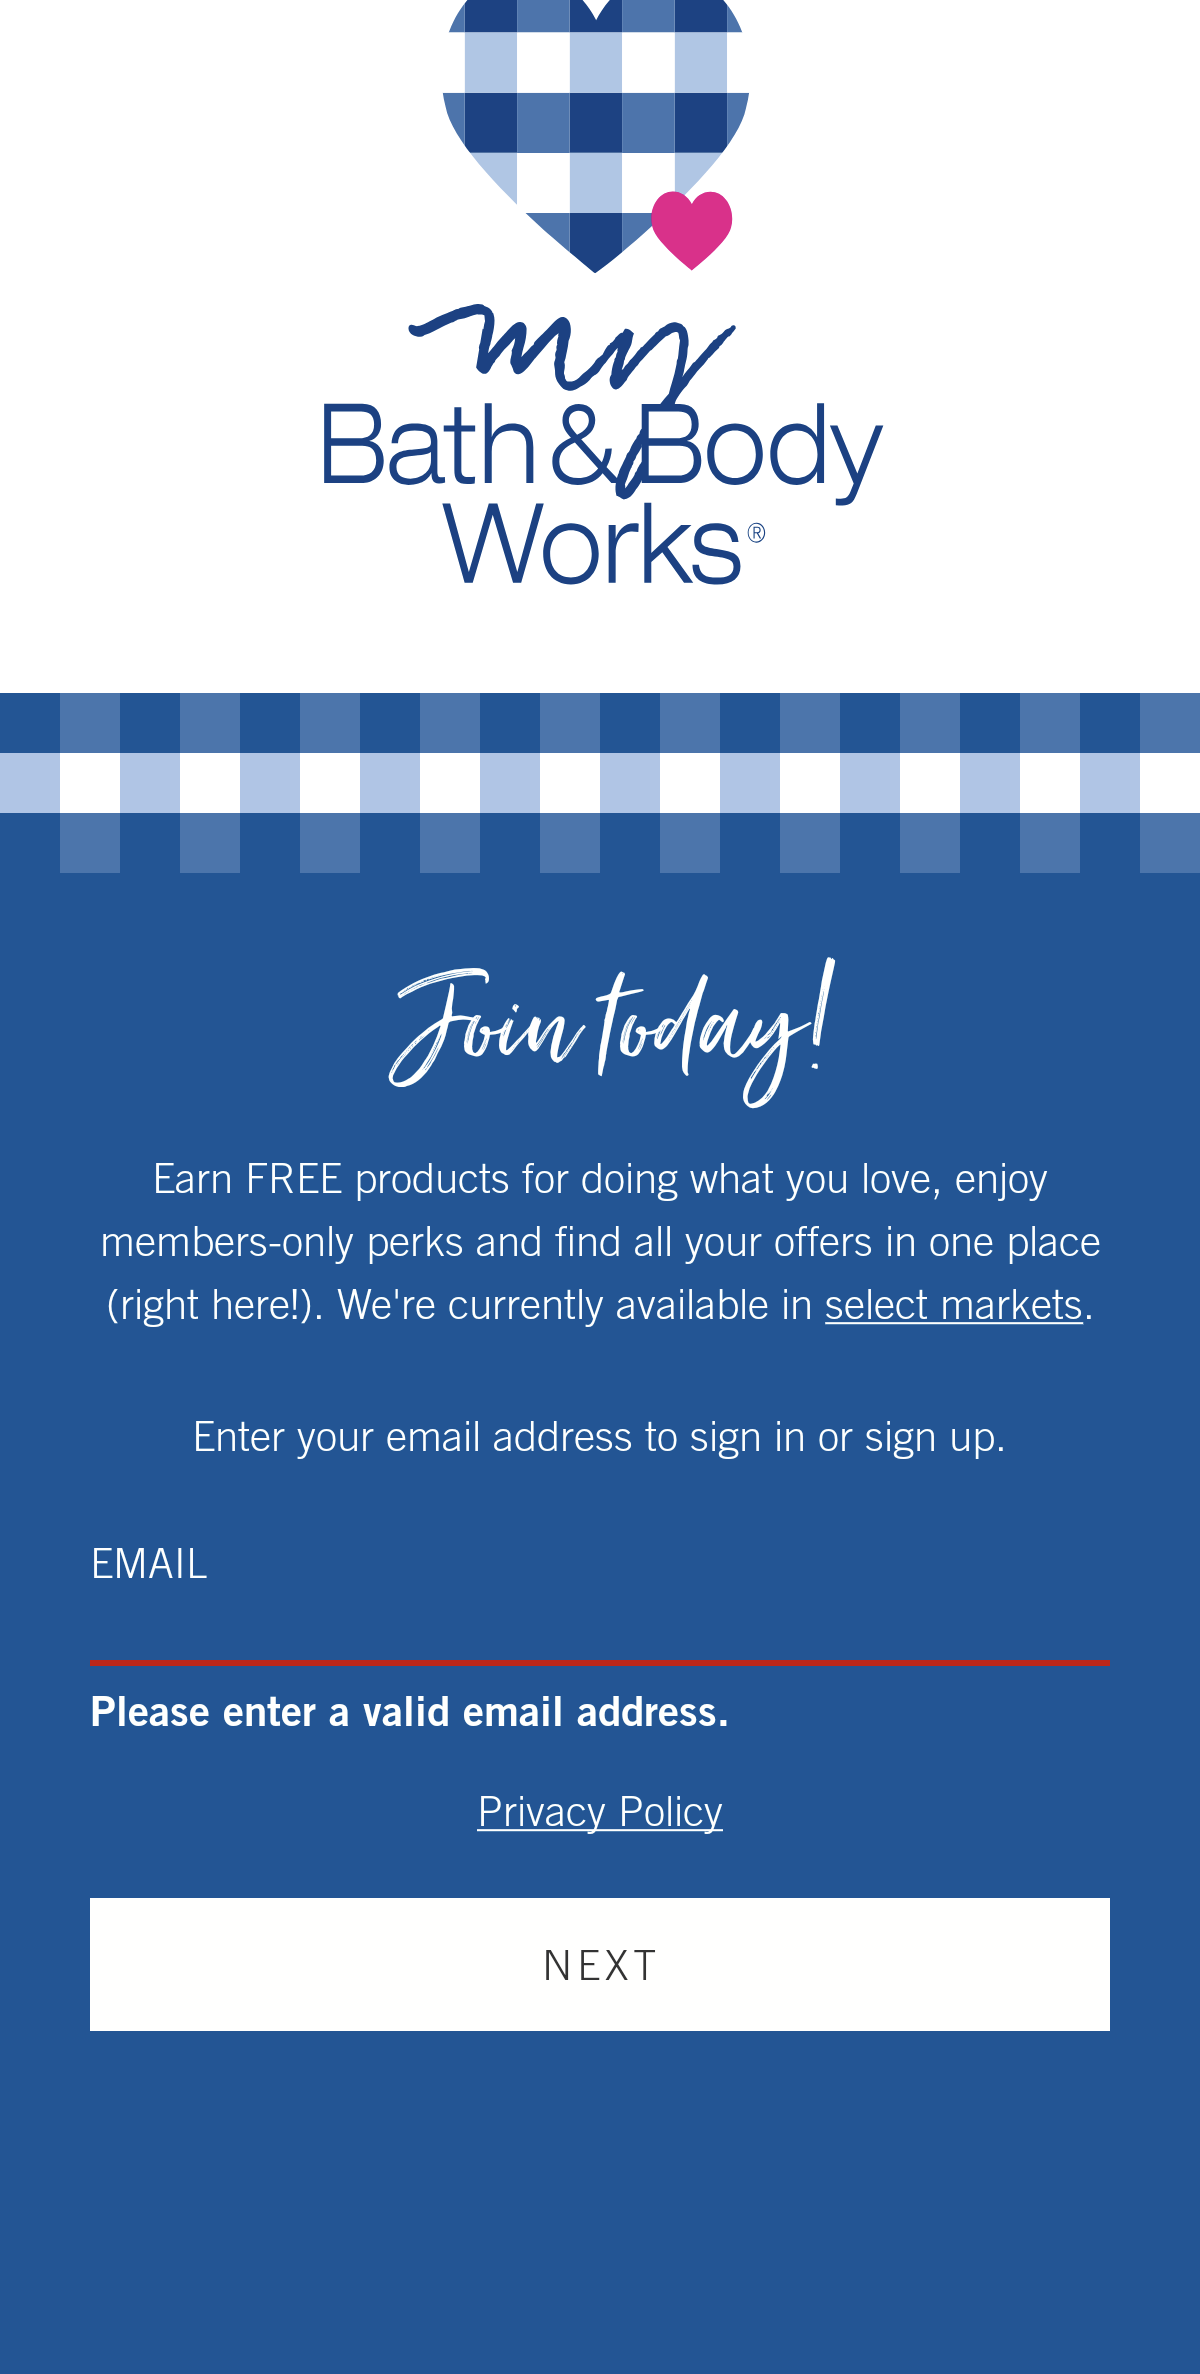 my
Bath & Body
Works®
Join today!
Earn FREE products for doing what you love, enjoy
members-only perks and find all your offers in one place
(right here!). We're currently available in select markets.
Enter your email address to sign in or sign up.
EMAIL
Please enter a valid email address.
Privacy Policy
NEXT